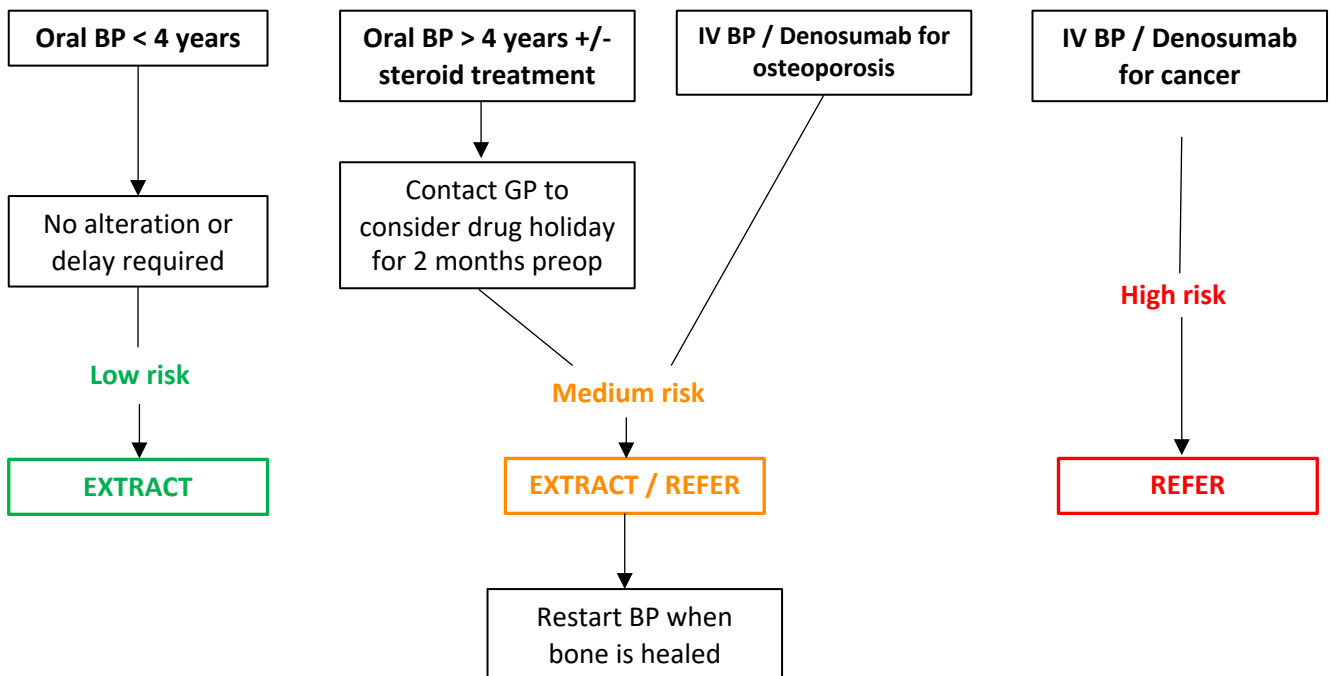 Oral BP < 4 years
Oral BP > 4 years +/-
steroid treatment
IV BP / Denosumab for
osteoporosis
IV BP / Denosumab
for cancer
No alteration or
delay required
Contact GP to
consider drug holiday
for 2 months preop
High risk
Low risk
Medium risk
EXTRACT
EXTRACT / REFER
REFER
Restart BP when
bone is healed